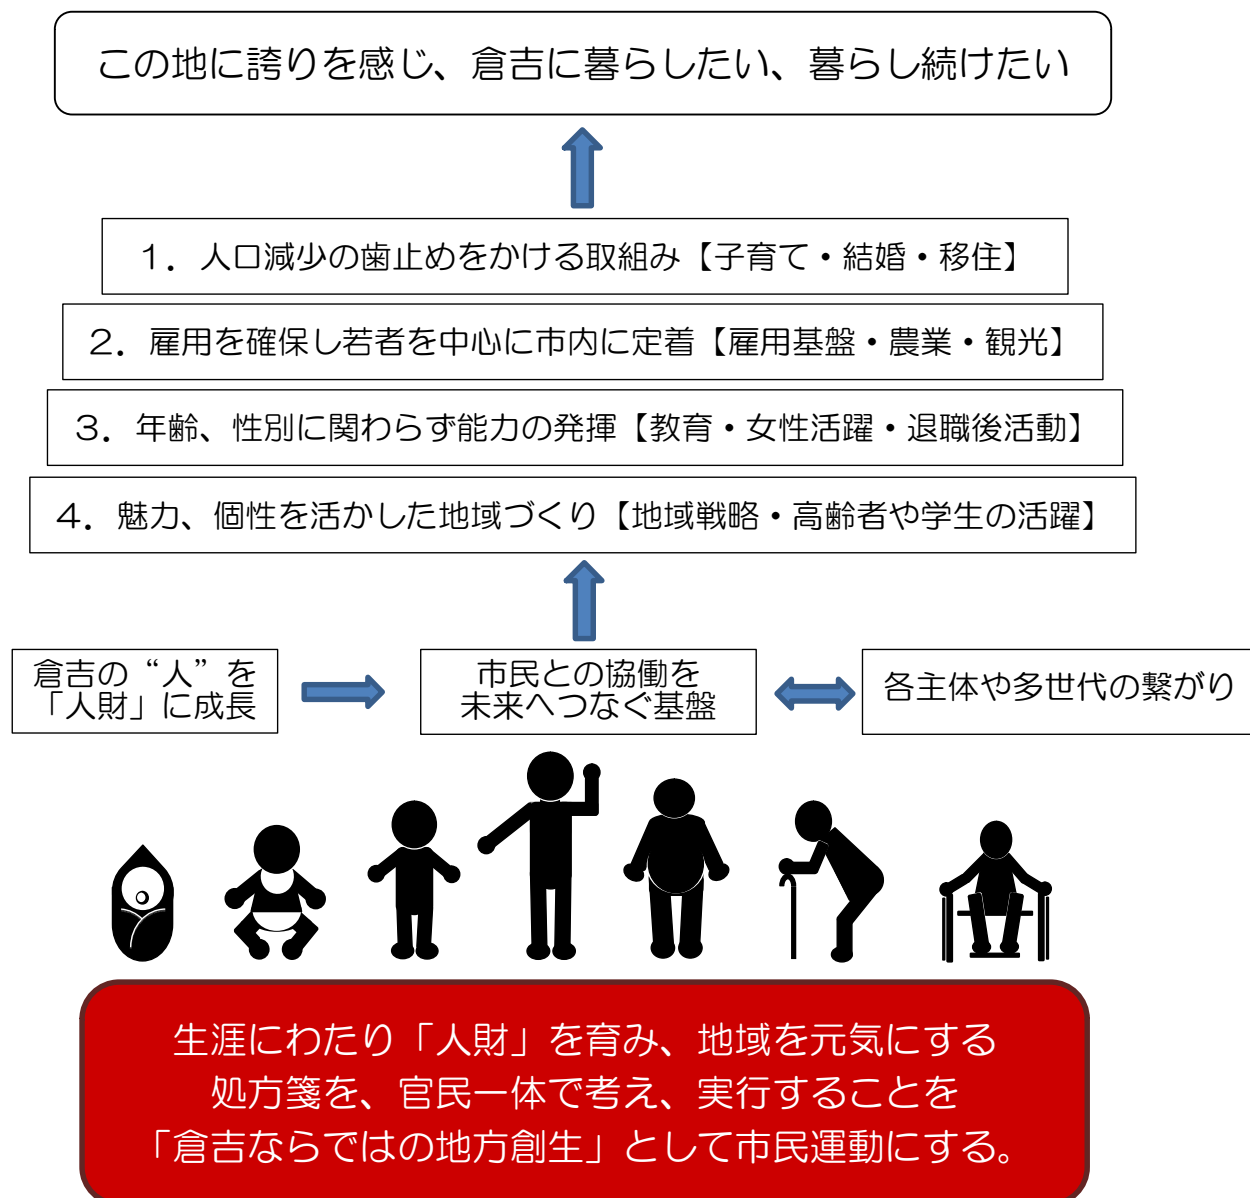 この地に誇りを感じ、倉吉に暮らしたい、暮らし続けたい
１．人口減少の歯止めをかける取組み【子育て・結婚・移住】
２．雇用を確保し若者を中心に市内に定着【雇用基盤・農業・観光】
３．年齢、性別に関わらず能力の発揮【教育・女性活躍・退職後活動】
４．魅力、個性を活かした地域づくり【地域戦略・高齢者や学生の活躍】
倉吉の“人”を
「人財」に成長
市民との協働を
未来へつなぐ基盤
各主体や多世代の繋がり
生涯にわたり「人財」を育み、地域を元気にする
処方箋を、官民一体で考え、実行することを
「倉吉ならではの地方創生」として市民運動にする。